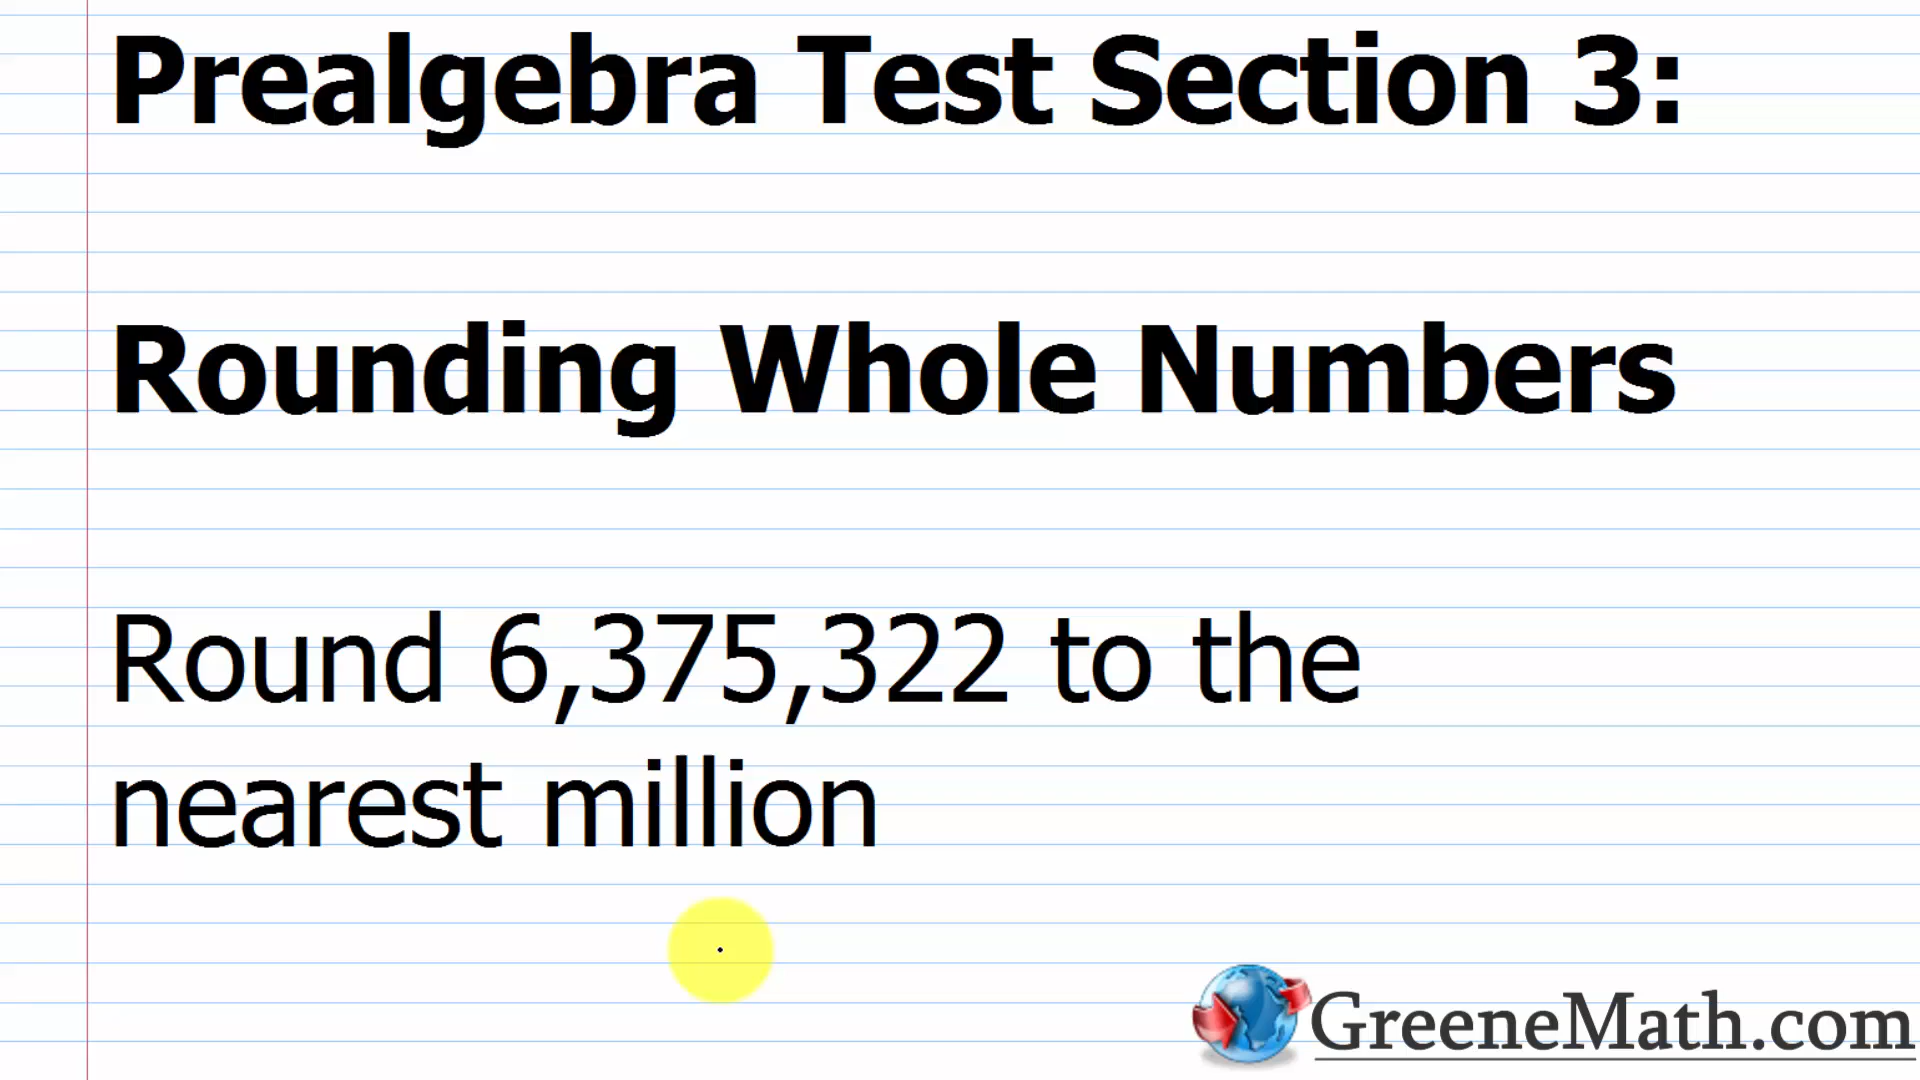 Prealgebra Test Section 3:
Rounding Whole Numbers
Round 6,375,322 to the
nearest million
GreeneMath.com